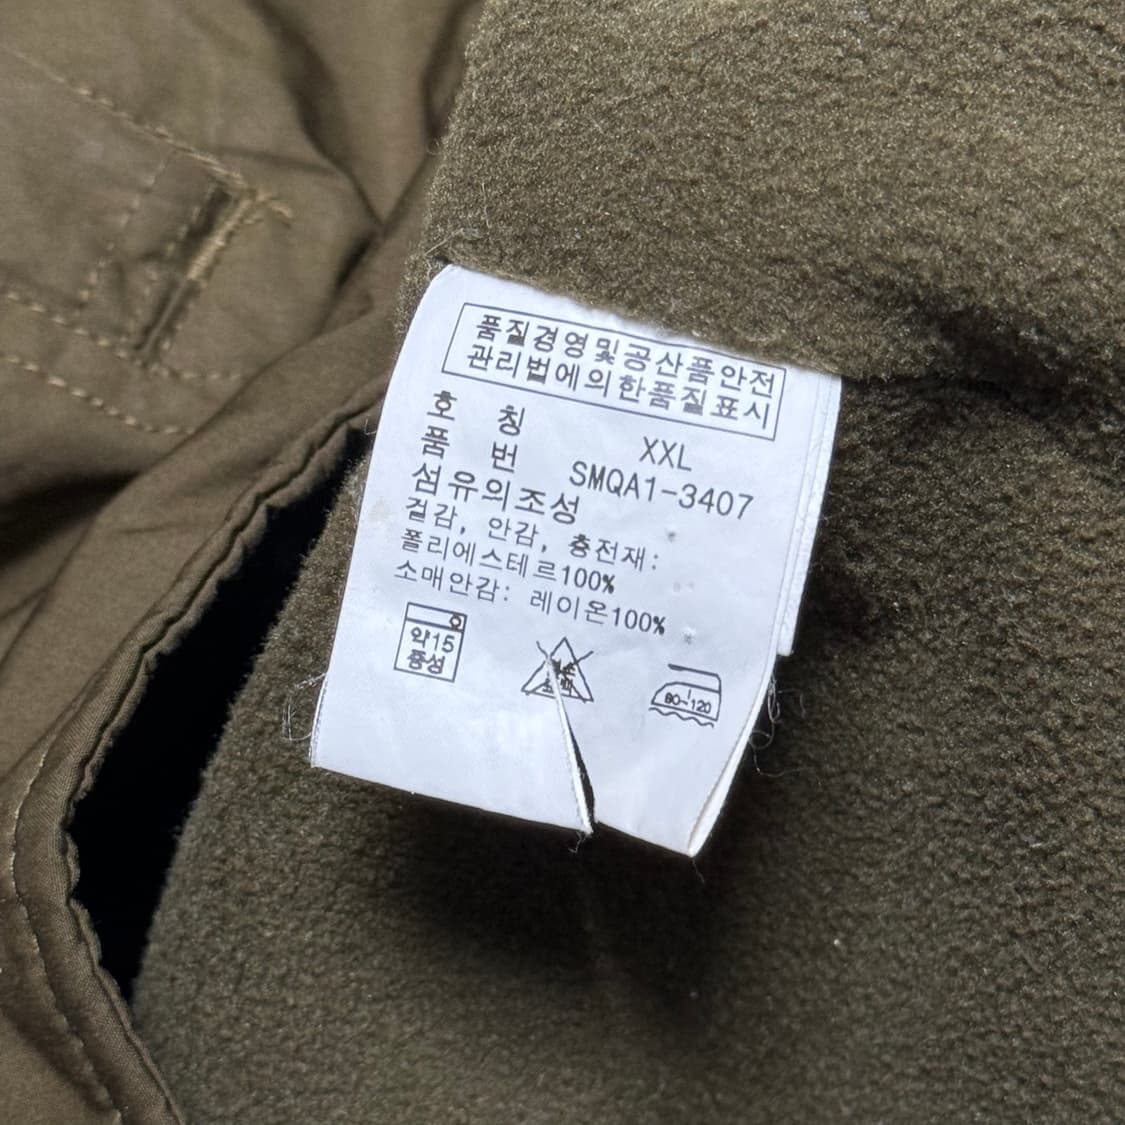 품질경영및공산품안전
관리법에의한품질표시
호 칭 XXL
품 번 SMQA1-3407
섬유의조성
겉감, 안감, 충전재:
폴리에스테르100%
소매안감: 레이온100%
약15
중성
80~120